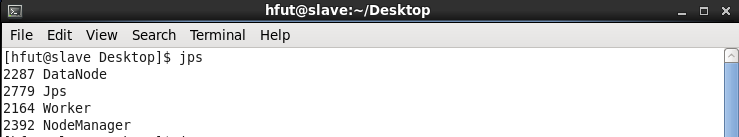 hfut@slave:~/Desktop
File Edit View Search Terminal Help
[hfut@slave Desktop]$ jps
2287 DataNode
2779 Jps
2164 Worker
2392 NodeManager